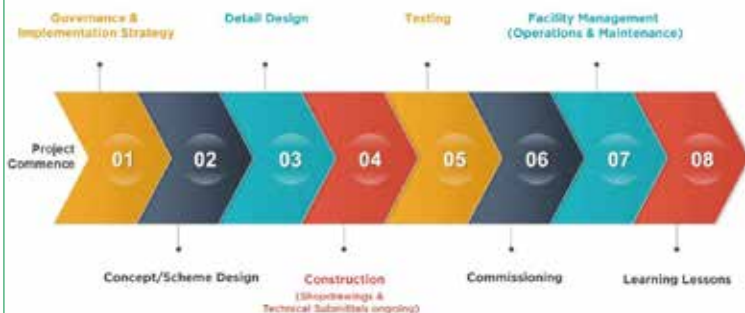 Governance &
Implementation Strategy
Detail Design
Testing
Facility Management
(Operations & Maintenance)
Project
Commence
01
02
03
04
05
06
07
08
Concept/Scheme Design
Construction
(Shopdrawings &
Technical Submittels ongoing)
Commissioning
Learning Lessons